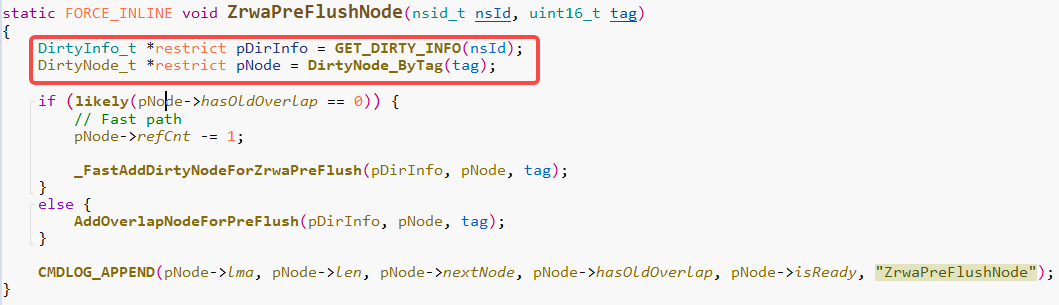 static FORCE_INLINE void ZrwaPreFlushNode(nsid_t nsId, uint16_t tag)
{
    DirtyInfo_t *restrict pDirInfo = GET_DIRTY_INFO(nsId);
    DirtyNode_t *restrict pNode = DirtyNode_ByTag(tag);
    if (likely(pNode->hasOldOverlap == 0)) {
        // Fast path
        pNode->refCnt -= 1;
        _FastAddDirtyNodeForZrwaPreFlush(pDirInfo, pNode, tag);
    }
    else {
        AddOverlapNodeForPreFlush(pDirInfo, pNode, tag);
    }
    CMDLOG_APPEND(pNode->lma, pNode->len, pNode->nextNode, pNode->hasOldOverlap, pNode->isReady, "ZrwaPreFlushNode");
}